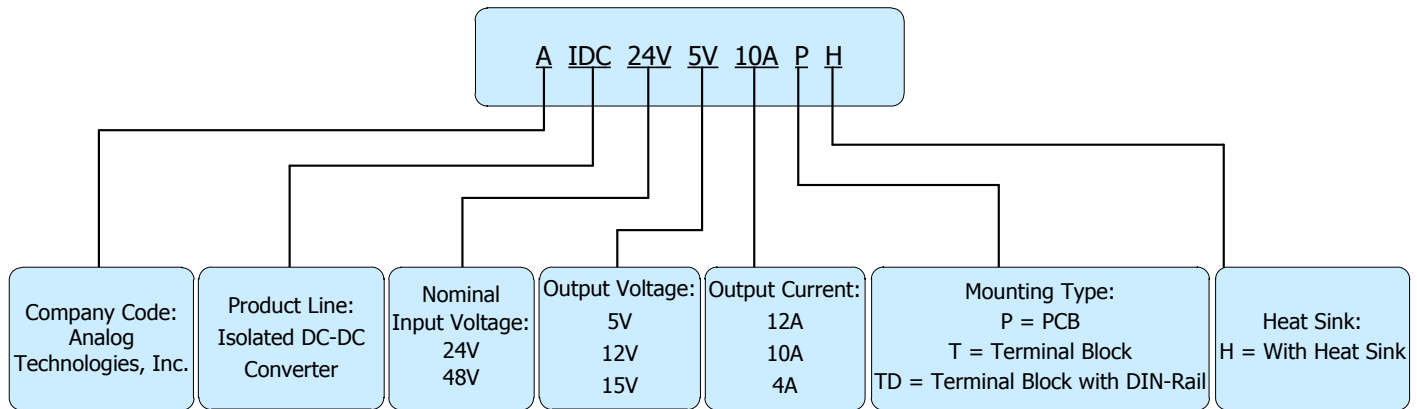 A IDC 24V 5V 10A P H
Company Code:
Analog
Technologies, Inc.
Product Line:
Isolated DC-DC
Converter
Nominal
Input Voltage:
24V
48V
Output Voltage:
5V
12V
15V
Output Current:
12A
10A
4A
Mounting Type:
P = PCB
T = Terminal Block
TD = Terminal Block with DIN-Rail
Heat Sink:
H = With Heat Sink